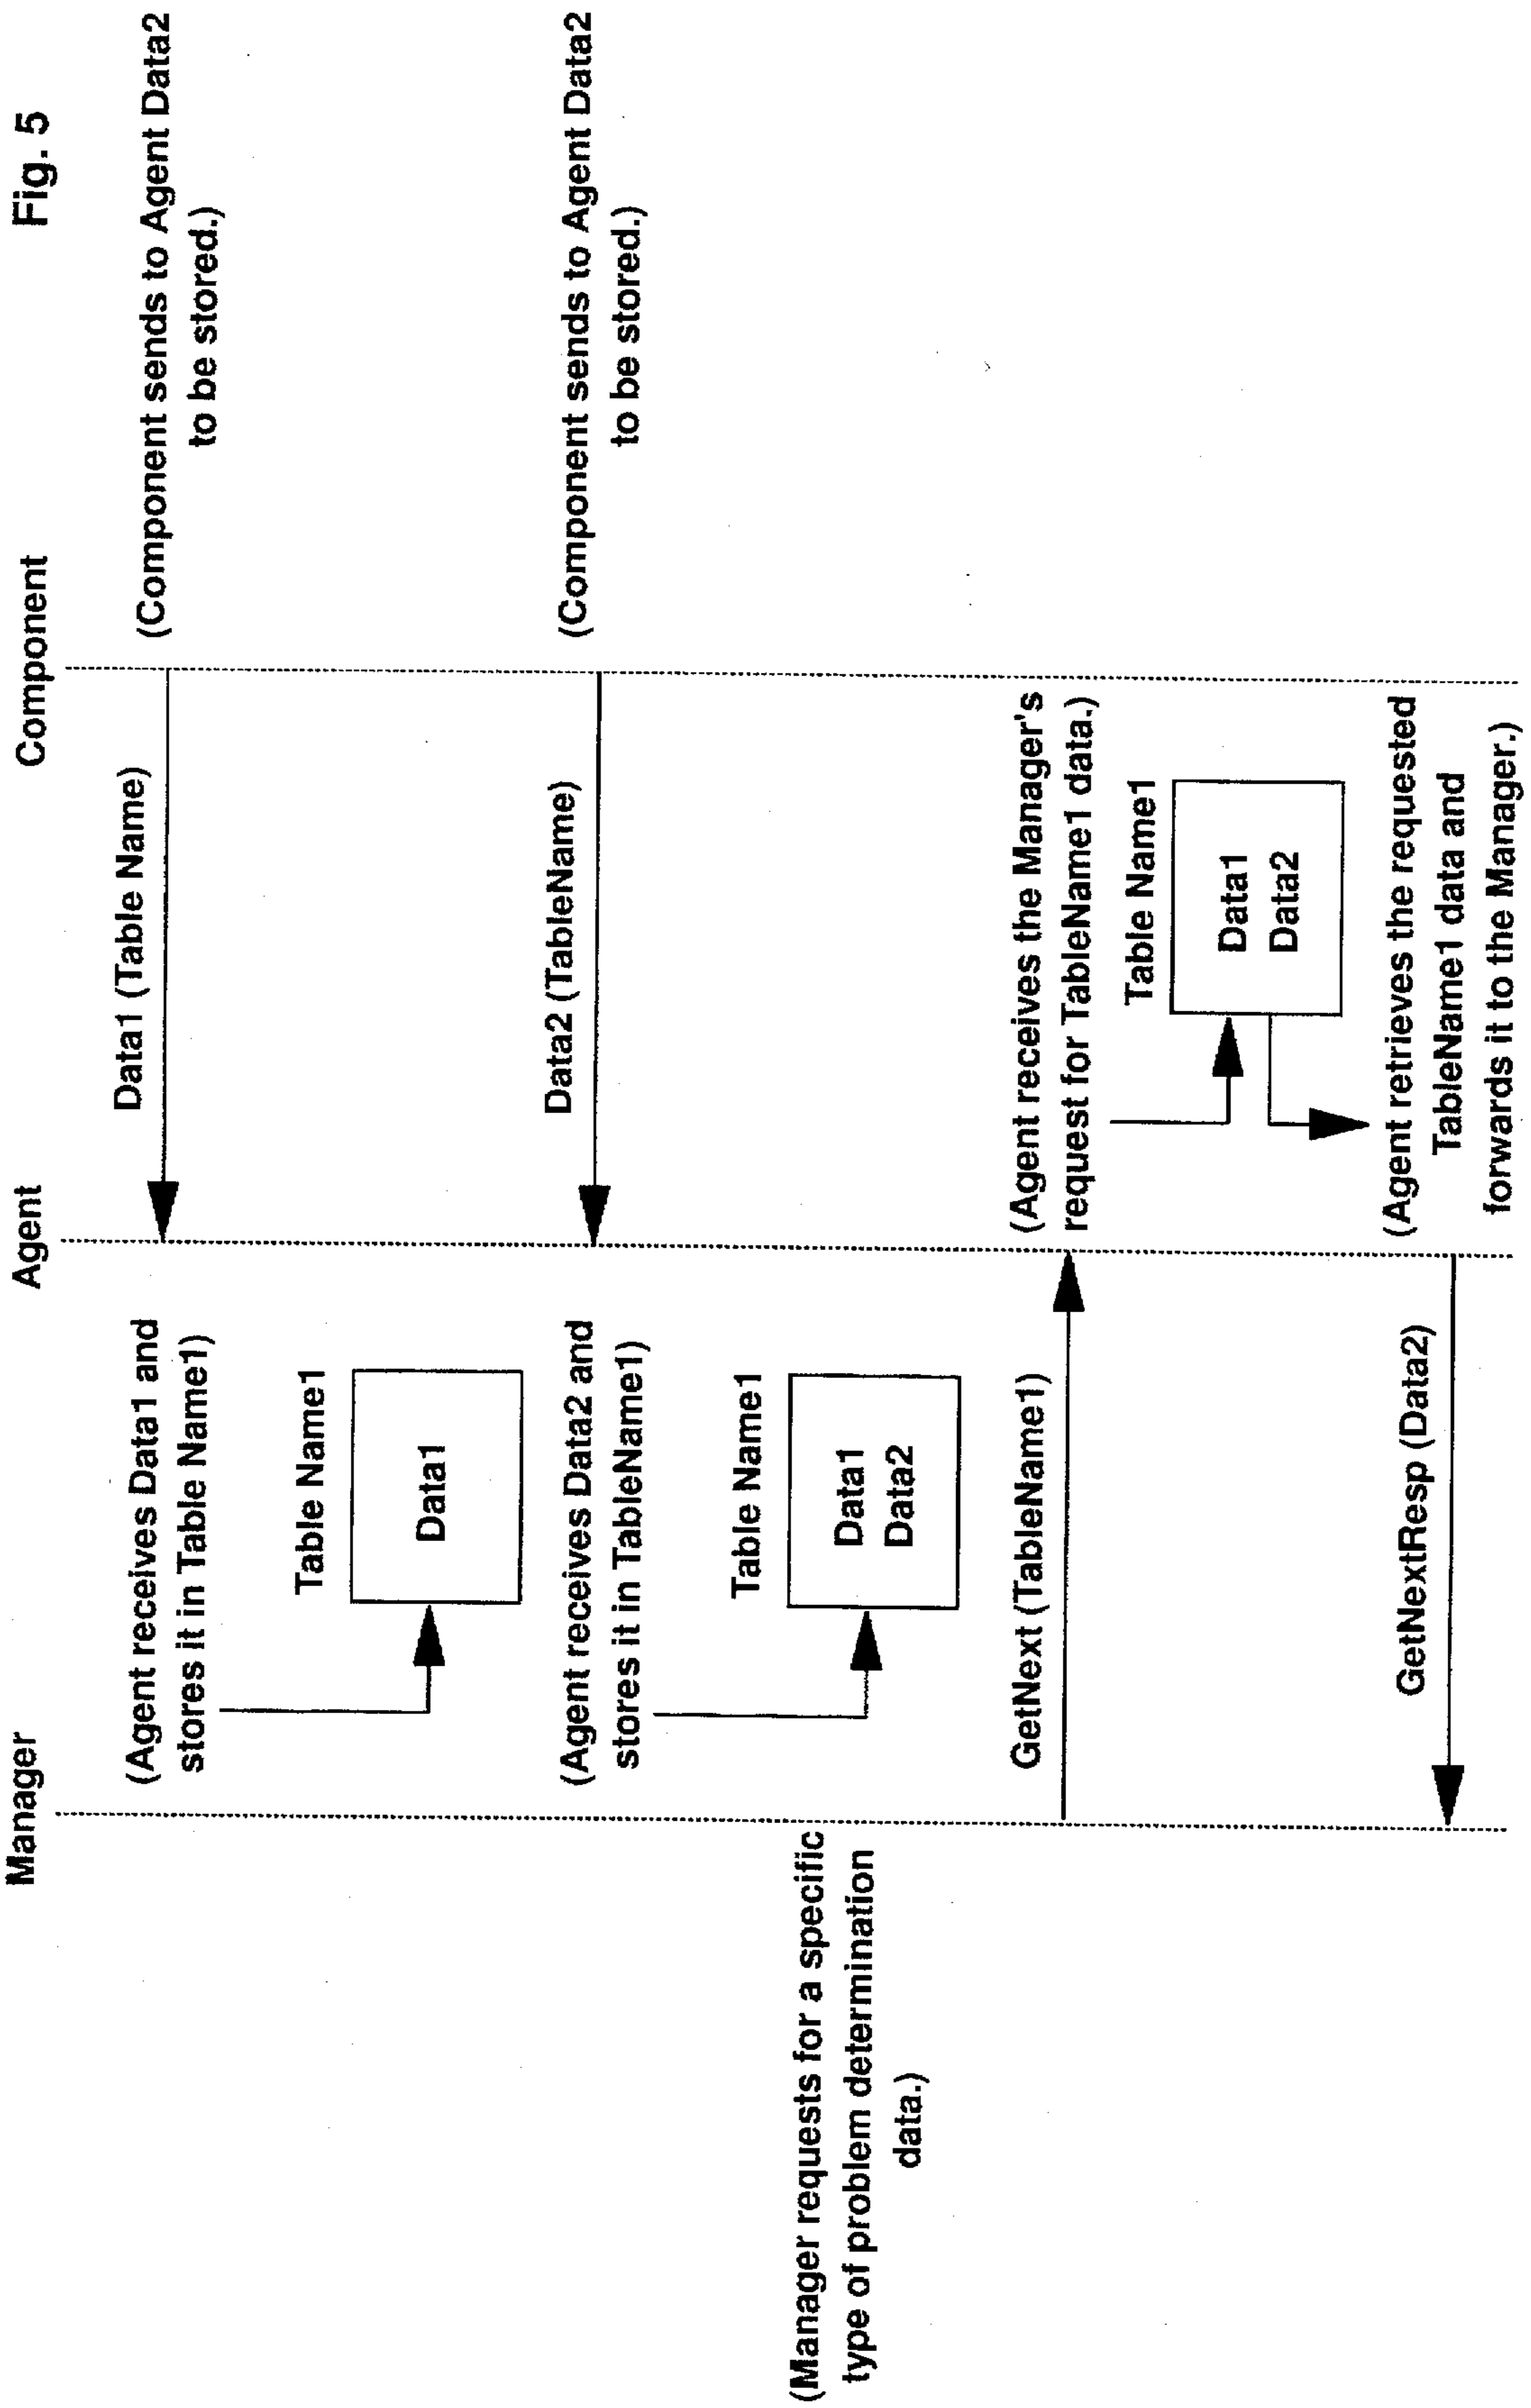 Fig. 5
Manager
Agent
Component
Data1 (Table Name)
(Component sends to Agent Data2
to be stored.)
(Agent receives Data1 and
stores it in Table Name1)
Table Name1
Data1
Data2 (TableName)
(Component sends to Agent Data2
to be stored.)
(Agent receives Data2 and
stores it in TableName1)
Table Name1
Data1
Data2
(Manager requests for a specific
type of problem determination
data.)
GetNext (TableName1)
(Agent receives the Manager's
request for TableName1 data.)
Table Name1
Data1
Data2
(Agent retrieves the requested
TableName1 data and
forwards it to the Manager.)
GetNextResp (Data2)